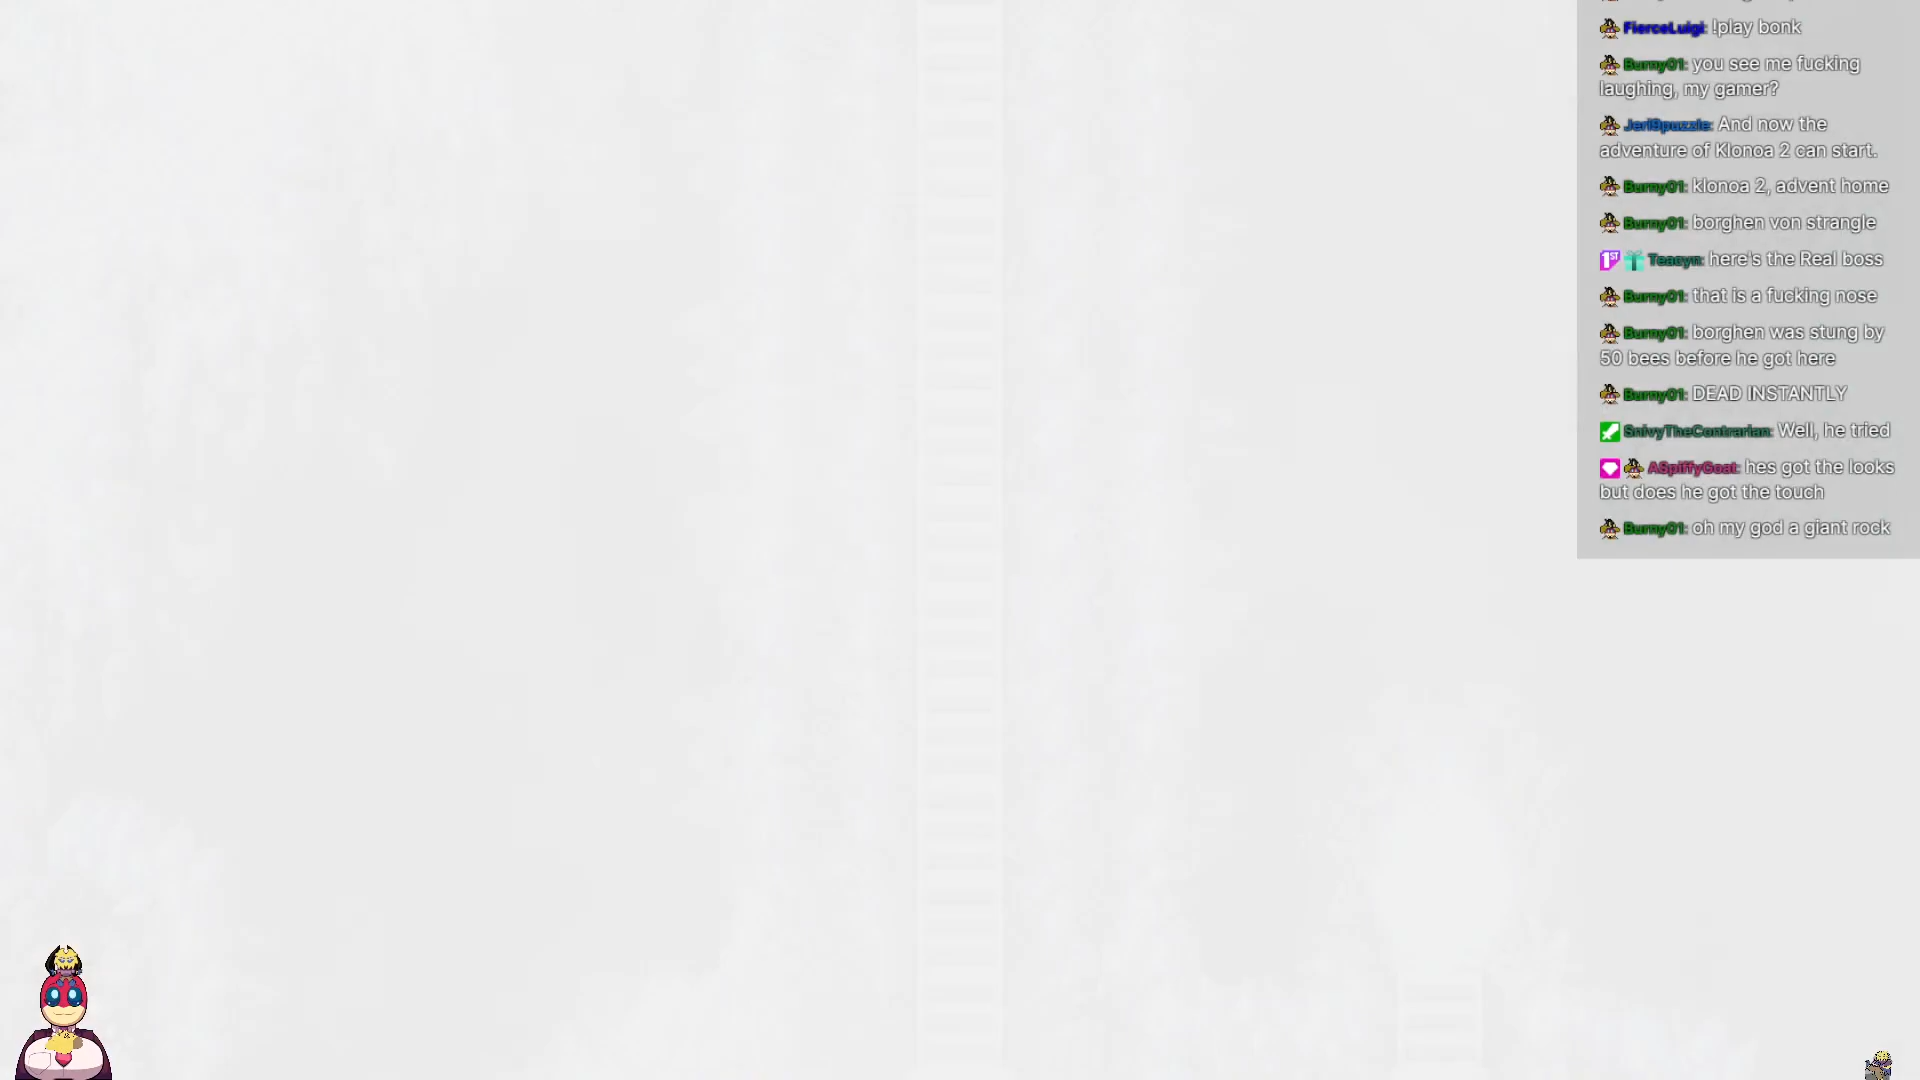 FierceLuigi: !play bonk
Burny01: you see me fucking
laughing, my gamer?
JeriBpuzzle: And now the
adventure of Klonoa 2 can start.
Burny01: klonoa 2, advent home
Burny01: borghen von strangle
1ST Teacyn: here's the Real boss
Burny01: that is a fucking nose
Burny01: borghen was stung by
50 bees before he got here
Burny01: DEAD INSTANTLY
SnivyTheContrarian: Well, he tried
ASpiffyGoat: hes got the looks
but does he got the touch
Burny01: oh my god a giant rock